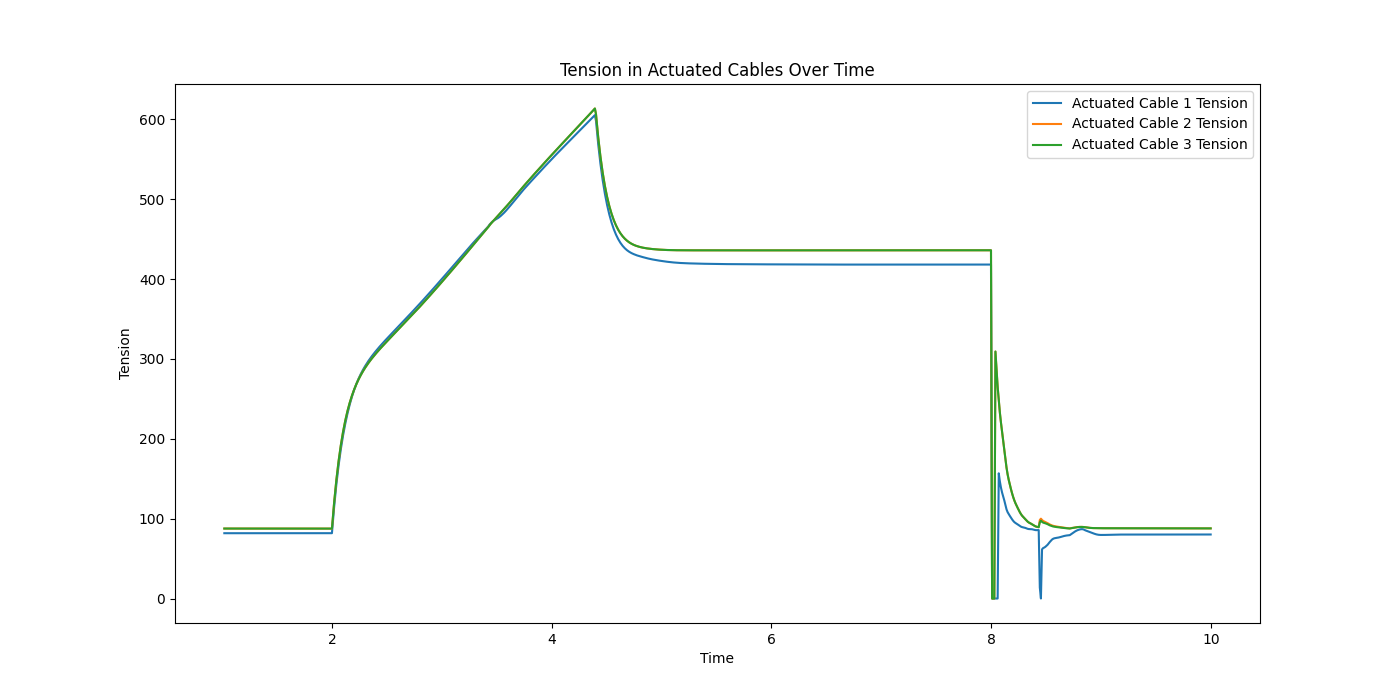 Tension in Actuated Cables Over Time
Actuated Cable 1 Tension
Actuated Cable 2 Tension
Actuated Cable 3 Tension
Tension
600
500
400
300
200
100
0
2 4 6 8 10
Time